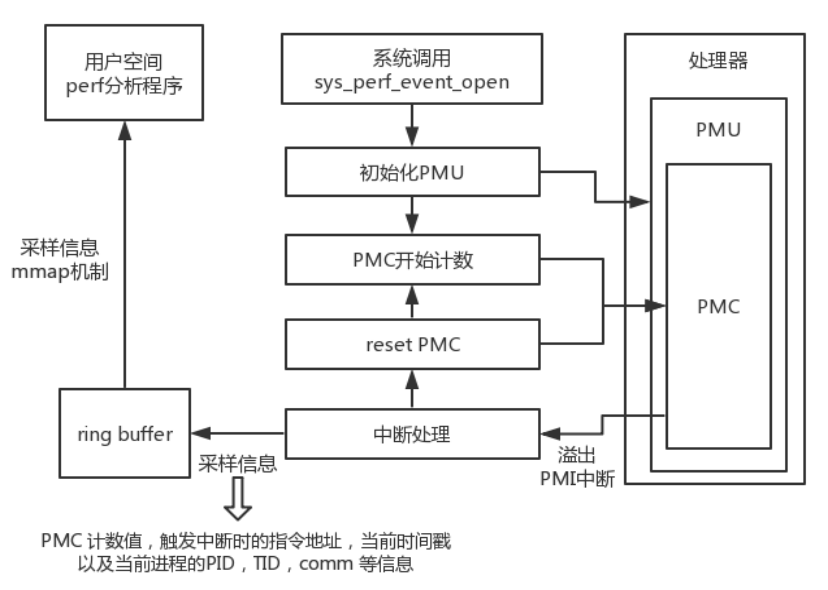 用户空间
perf分析程序
系统调用
sys_perf_event_open
处理器
PMU
初始化PMU
采样信息
mmap机制
PMC开始计数
PMC
reset PMC
ring buffer
中断处理
采样信息
溢出
PMI中断
PMC 计数值，触发中断时的指令地址，当前时间戳
以及当前进程的PID，TID，comm 等信息